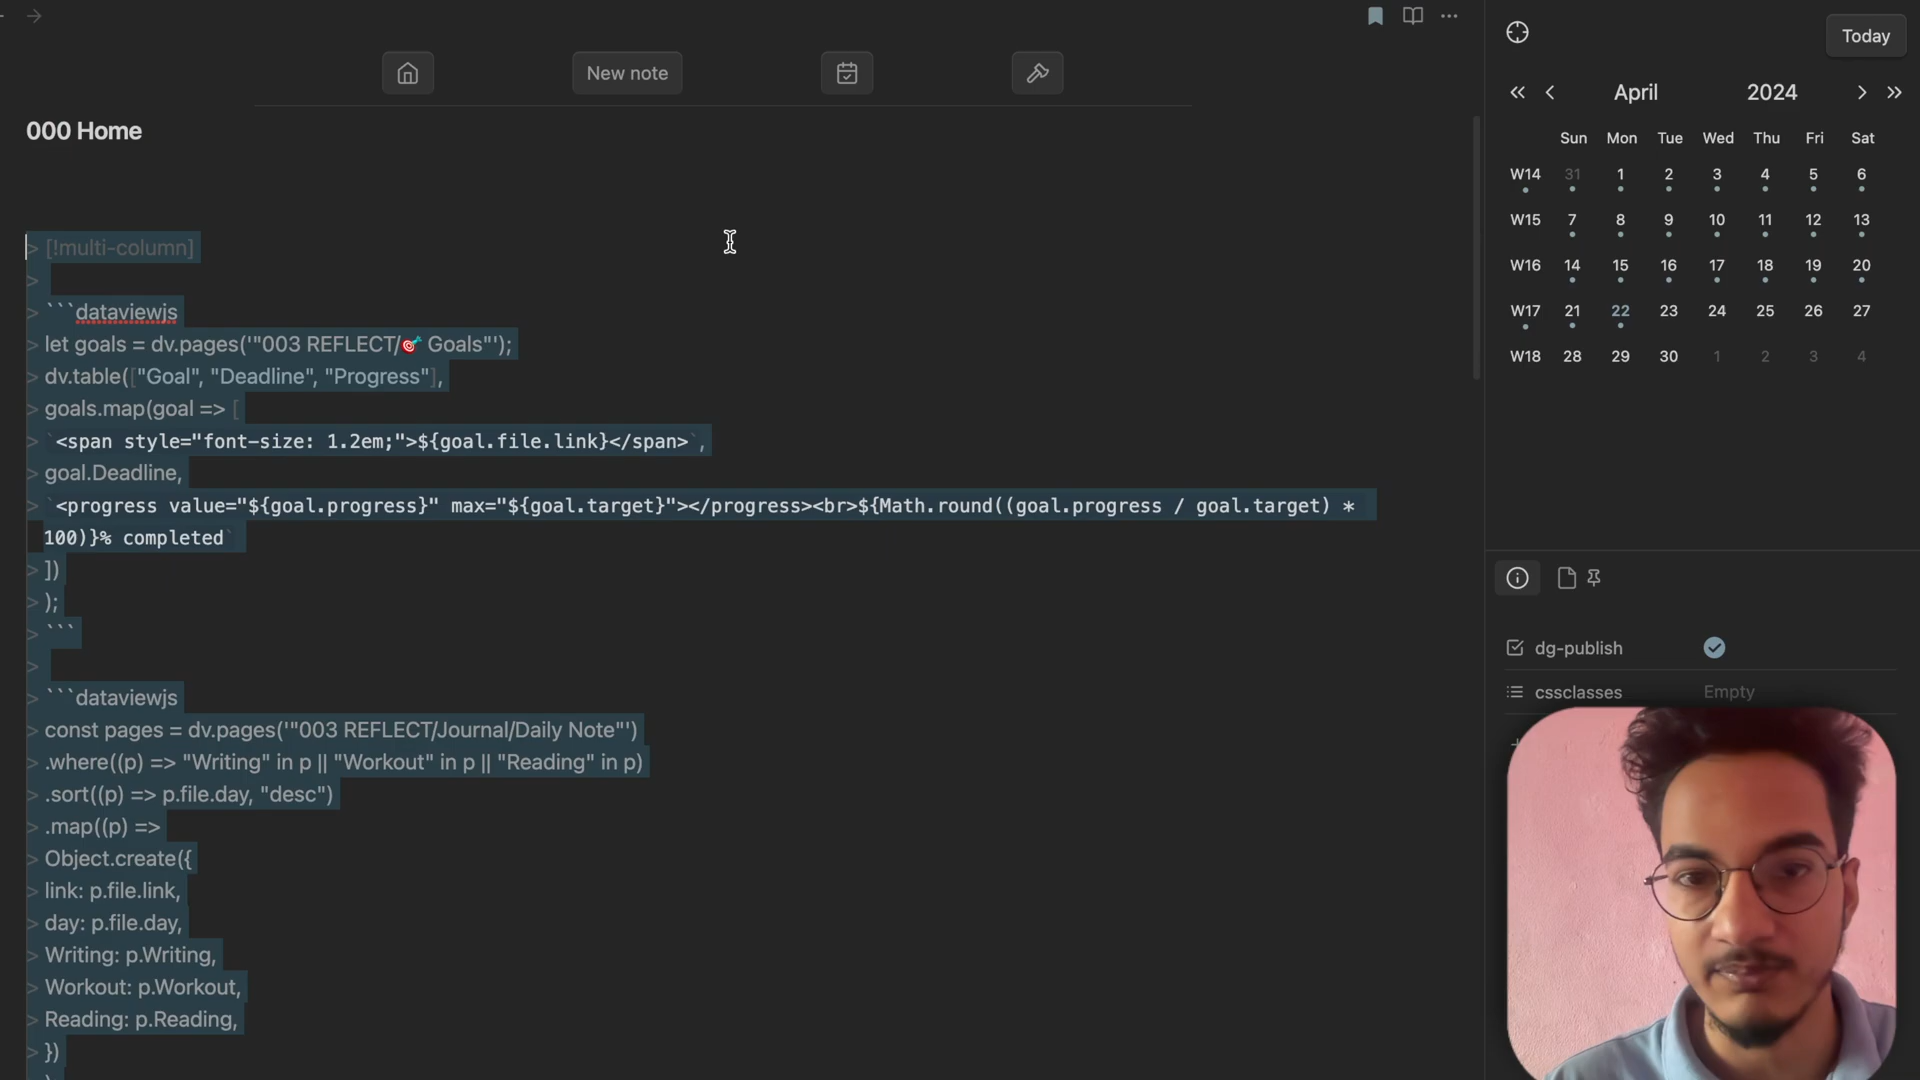 New note
000 Home
> [!multi-column]
>
> ```dataviewjs
> let goals = dv.pages('"003 REFLECT/🎯 Goals"');
> dv.table(["Goal", "Deadline", "Progress"],
> goals.map(goal => [
> `<span style="font-size: 1.2em;">${goal.file.link}</span>`,
> goal.Deadline,
> `<progress value="${goal.progress}" max="${goal.target}"></progress><br>${Math.round((goal.progress / goal.target) *
100)}% completed`
> ])
> );
> ```
>
> ```dataviewjs
> const pages = dv.pages('"003 REFLECT/Journal/Daily Note"')
> .where((p) => "Writing" in p || "Workout" in p || "Reading" in p)
> .sort((p) => p.file.day, "desc")
> .map((p) =>
> Object.create({
> link: p.file.link,
> day: p.file.day,
> Writing: p.Writing,
> Workout: p.Workout,
> Reading: p.Reading,
> })
Today
April 2024
Sun Mon Tue Wed Thu Fri Sat
W14 31 1 2 3 4 5 6
W15 7 8 9 10 11 12 13
W16 14 15 16 17 18 19 20
W17 21 22 23 24 25 26 27
W18 28 29 30 1 2 3 4
dg-publish
cssclasses Empty